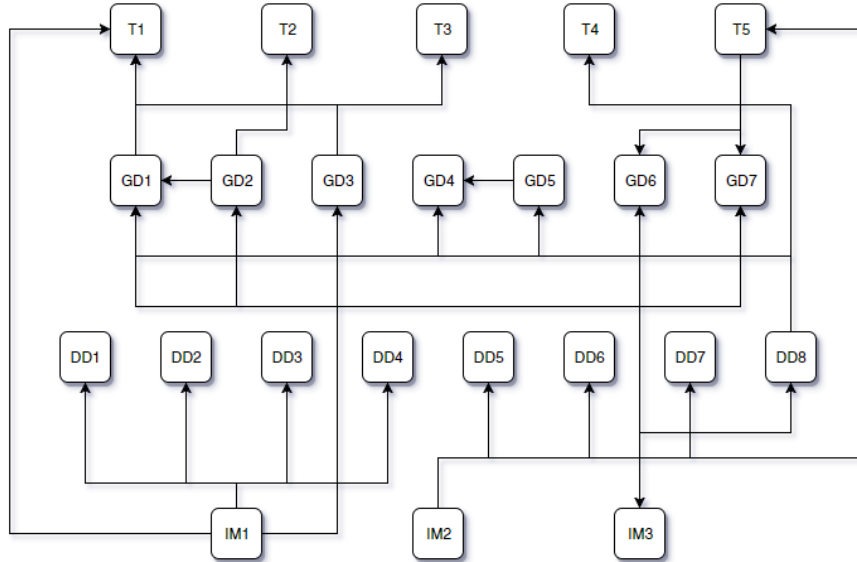 T1 T2 T3 T4 T5
GD1 GD2 GD3 GD4 GD5 GD6 GD7
DD1 DD2 DD3 DD4 DD5 DD6 DD7 DD8
IM1 IM2 IM3